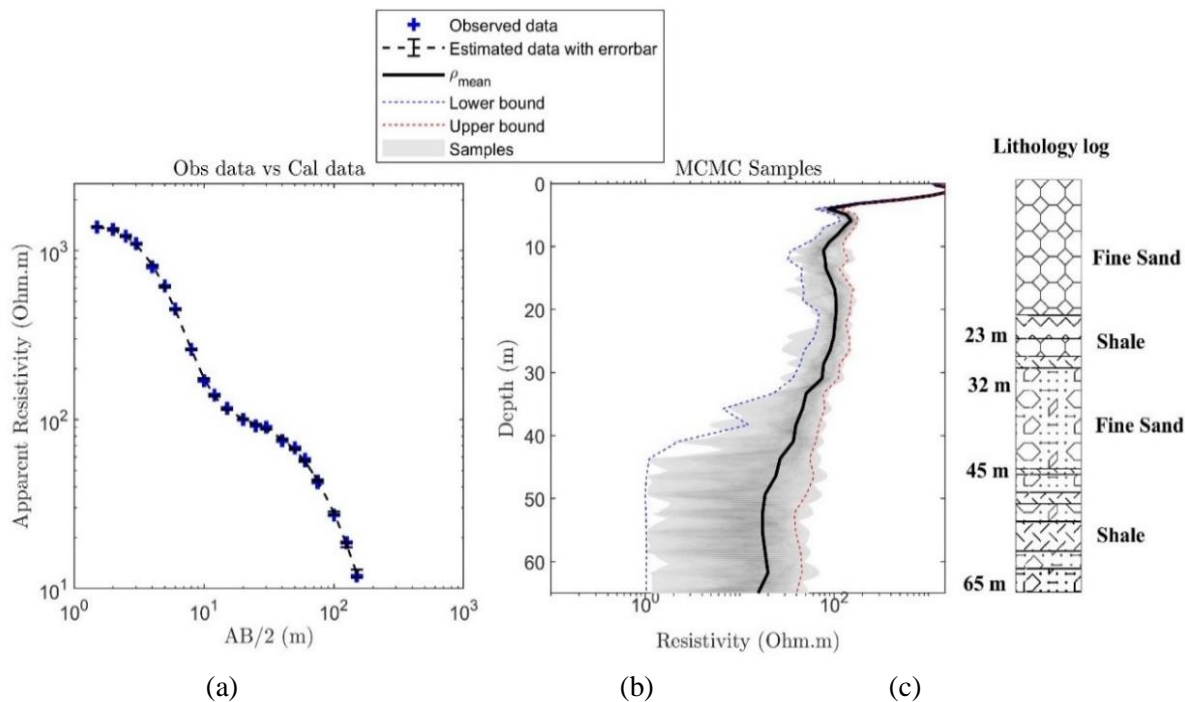 Observed data
Estimated data with errorbar
ρmean
Lower bound
Upper bound
Samples
Obs data vs Cal data
10³
10²
10¹
10⁰
10¹
10²
10³
Apparent Resistivity (Ohm.m)
AB/2 (m)
MCMC Samples
0
10
20
30
40
50
60
Depth (m)
10⁰
10²
Resistivity (Ohm.m)
Lithology log
Fine Sand
23 m
Shale
32 m
Fine Sand
45 m
Shale
65 m
(a)
(b)
(c)